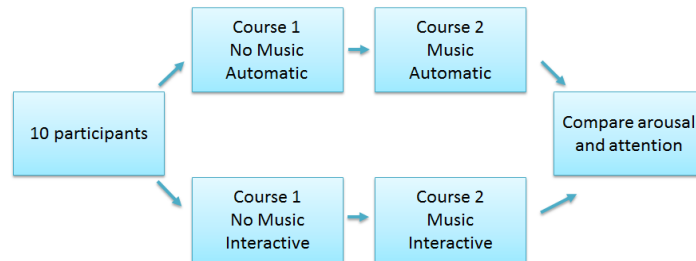 Course 1
No Music
Automatic
Course 2
Music
Automatic
10 participants
Compare arousal
and attention
Course 1
No Music
Interactive
Course 2
Music
Interactive